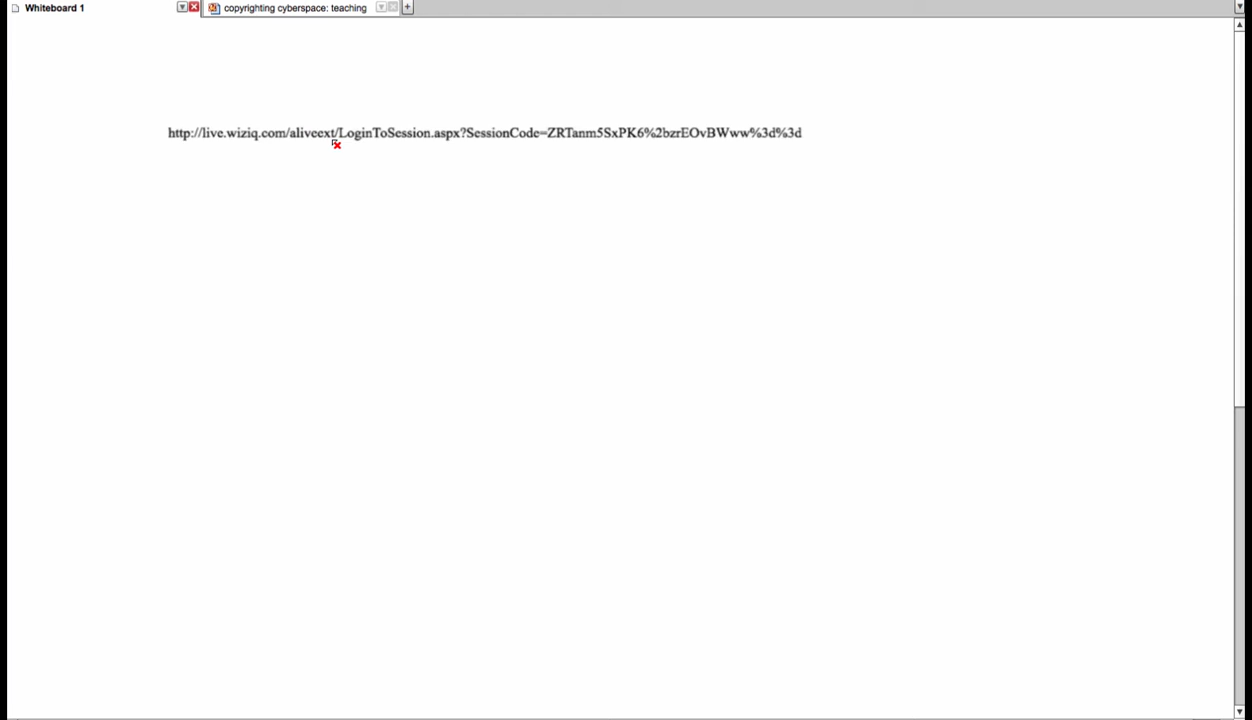 Whiteboard 1
copyrighting cyberspace: teaching
http://live.wiziq.com/aliveext/LoginToSession.aspx?SessionCode=ZRTanm5SxPK6%2bzrEOvBWww%3d%3d